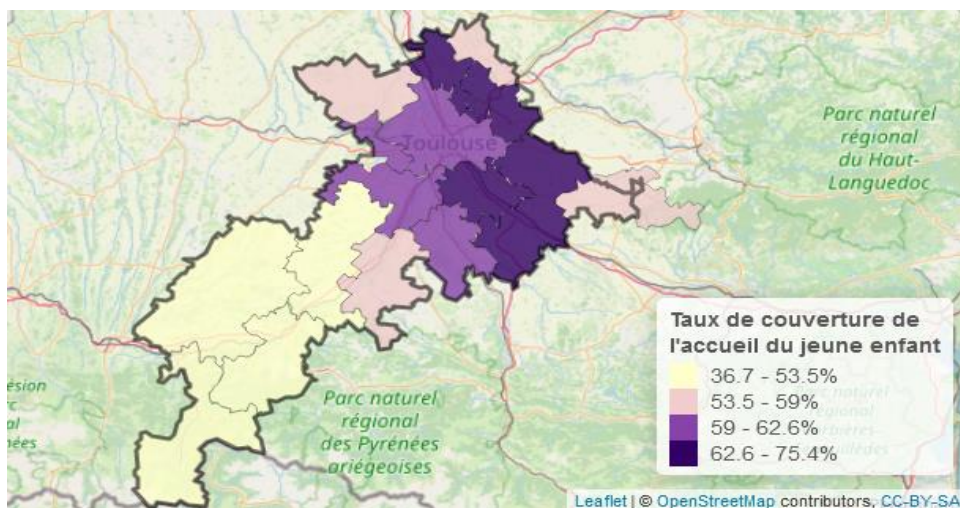 Parc naturel
régional
du Haut-
Languedoc
Toulouse
Taux de couverture de
l'accueil du jeune enfant
36.7 - 53.5%
53.5 - 59%
59 - 62.6%
62.6 - 75.4%
Parc naturel
régional
des Pyrénées
ariégeoises
Leaflet | © OpenStreetMap contributors, CC-BY-SA